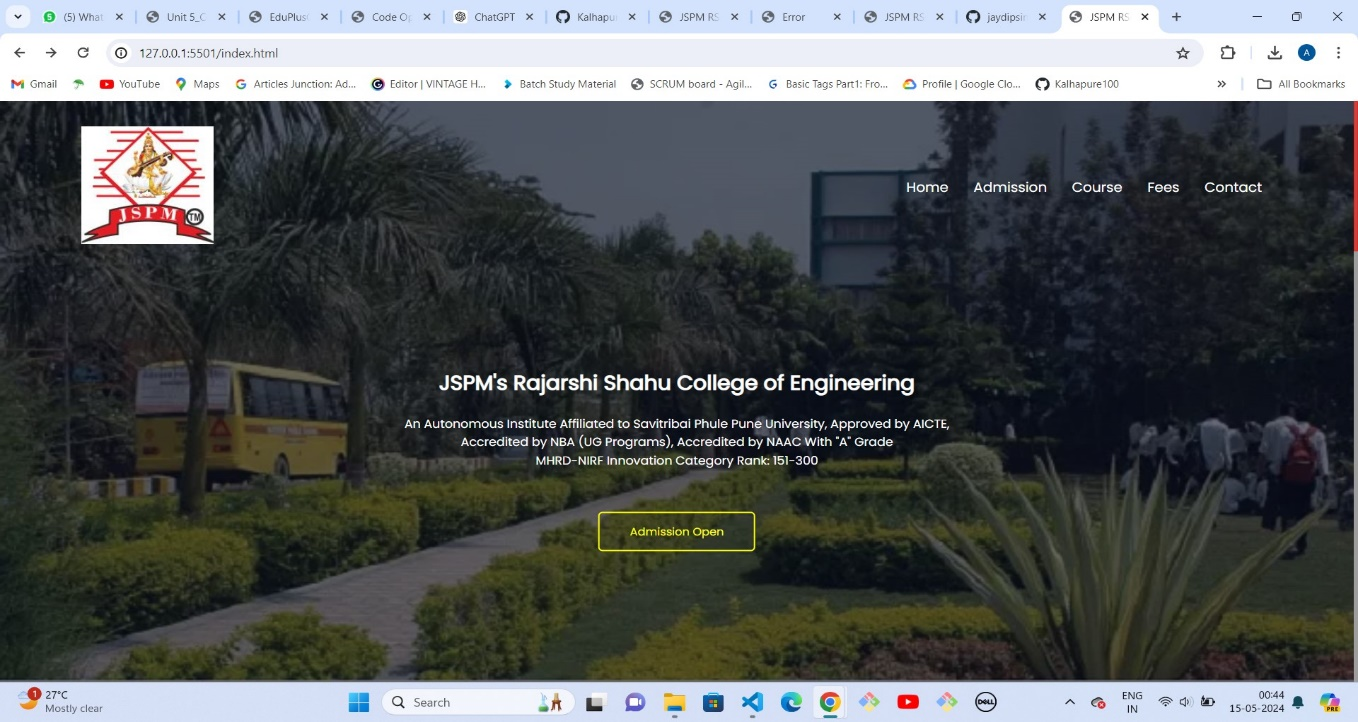 (5) What
Unit 5_C
EduPlus
Code Op
ChatGPT
Kalhapu
JSPM RS
Error
JSPM RS
jaydipsin
JSPM RS
127.0.0.1:5501/index.html
A
Gmail
YouTube
Maps
Articles Junction: Ad...
Editor | VINTAGE H...
Batch Study Material
SCRUM board - Agil...
Basic Tags Part1: Fro...
Profile | Google Clo...
Kalhapure100
All Bookmarks
JSPM
TM
Home
Admission
Course
Fees
Contact
JSPM's Rajarshi Shahu College of Engineering
An Autonomous Institute Affiliated to Savitribai Phule Pune University, Approved by AICTE,
Accredited by NBA (UG Programs), Accredited by NAAC With "A" Grade
MHRD-NIRF Innovation Category Rank: 151-300
Admission Open
1
27°C
Mostly clear
Search
DELL
ENG
IN
00:44
15-05-2024
PRE